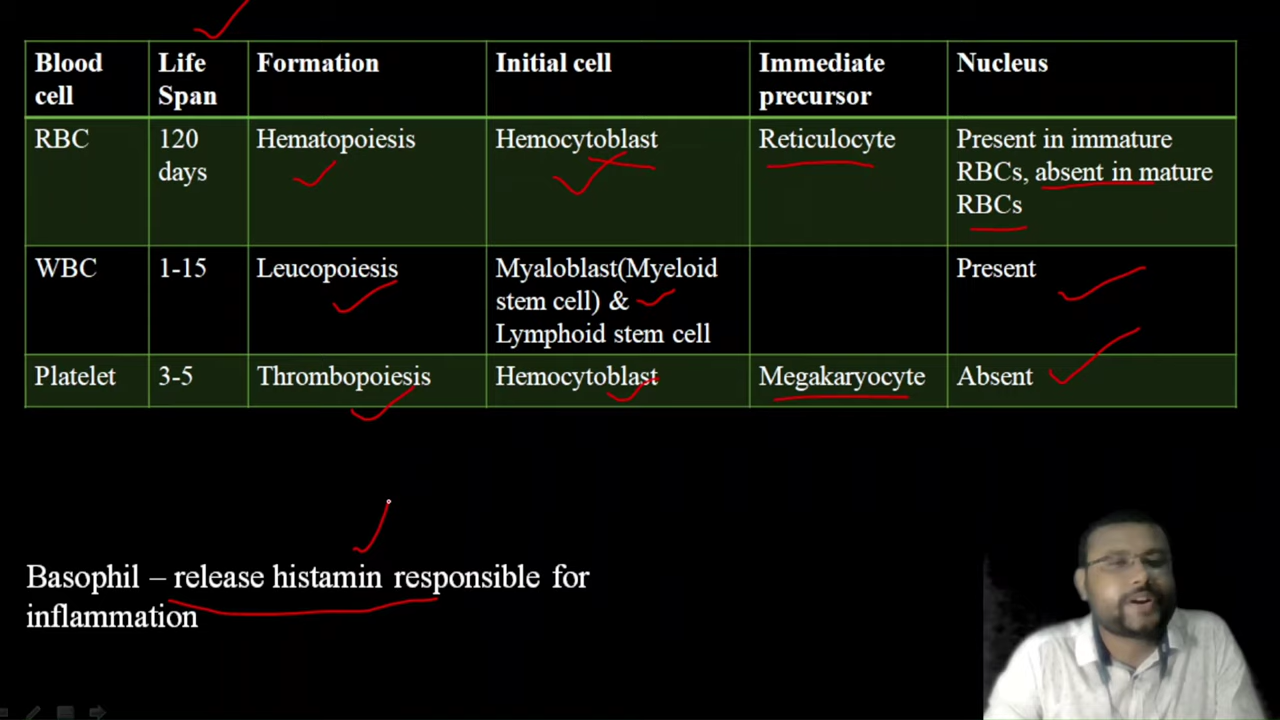 Blood cell | Life Span | Formation | Initial cell | Immediate precursor | Nucleus
RBC | 120 days | Hematopoiesis | Hemocytoblast | Reticulocyte | Present in immature RBCs, absent in mature RBCs
WBC | 1-15 | Leucopoiesis | Myaloblast(Myeloid stem cell) & Lymphoid stem cell | | Present
Platelet | 3-5 | Thrombopoiesis | Hemocytoblast | Megakaryocyte | Absent
Basophil – release histamin responsible for
inflammation